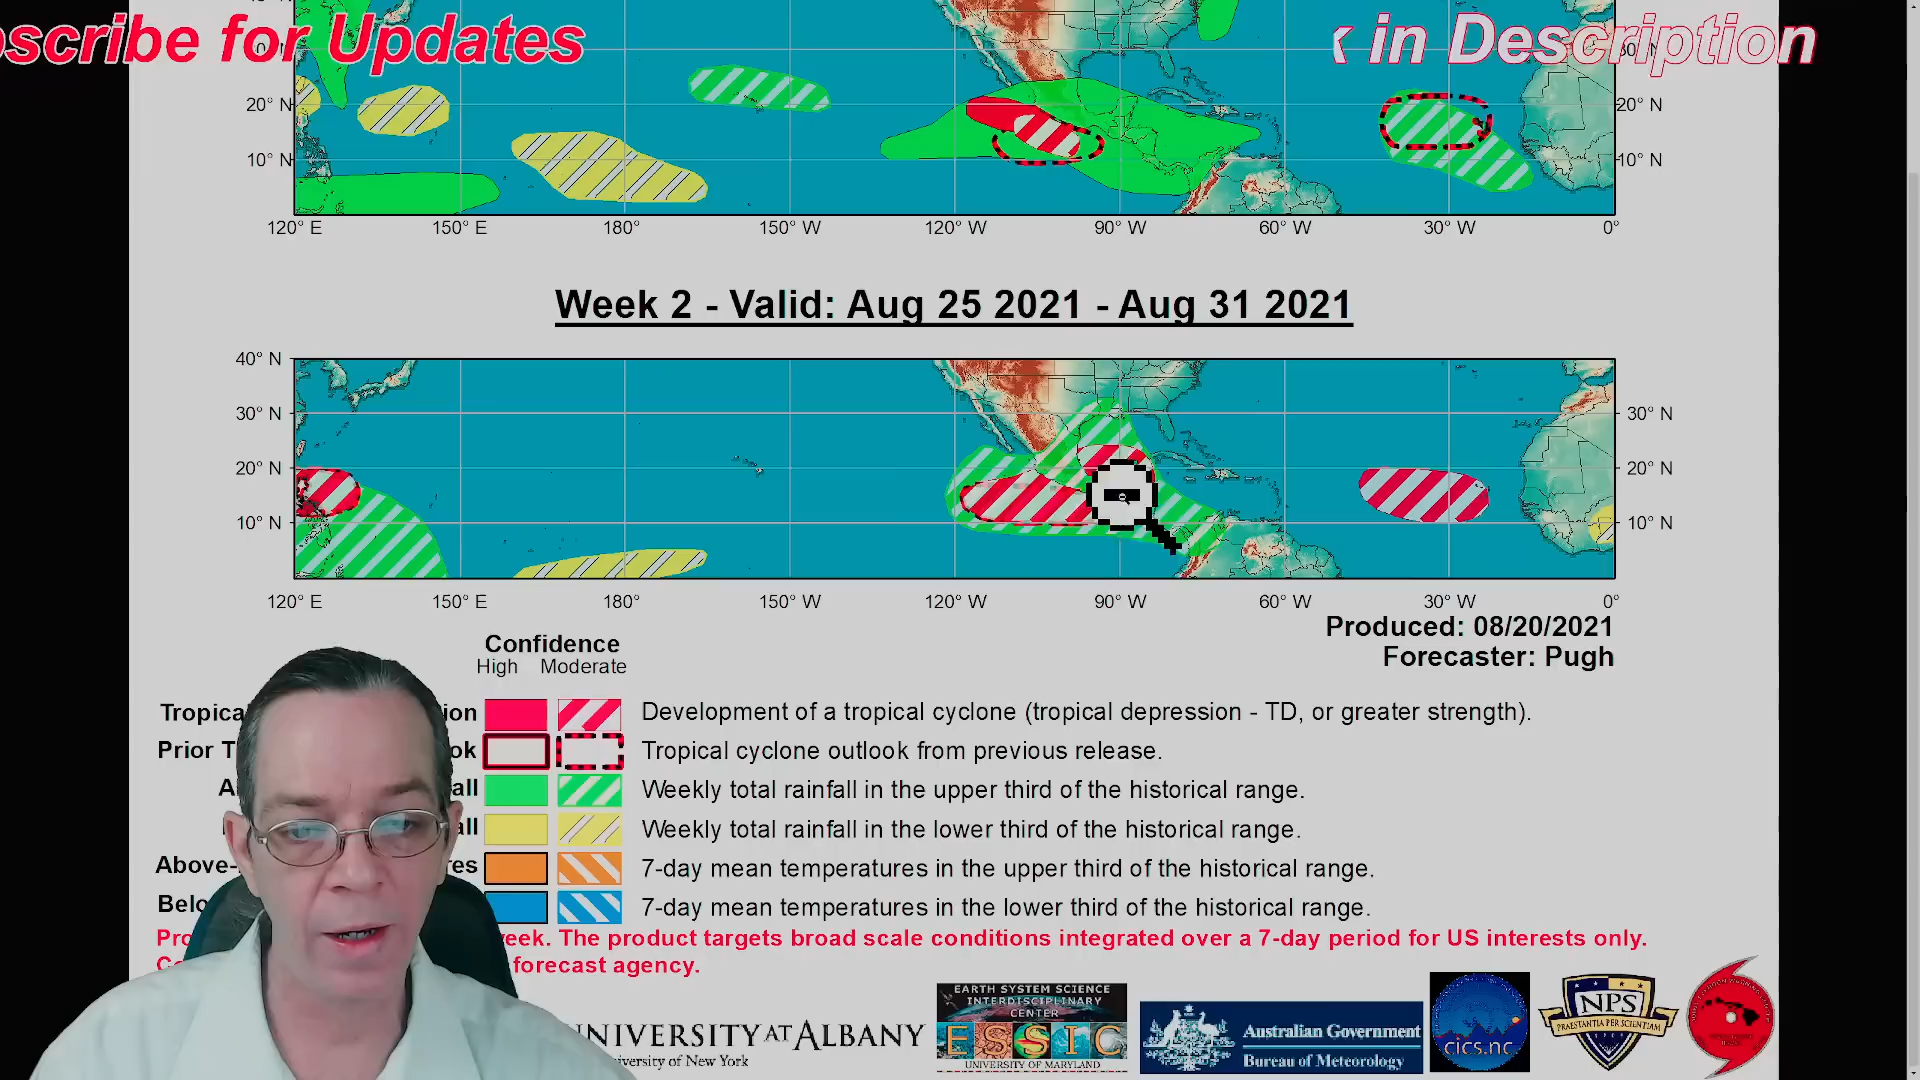 scribe for Updates
in Description
30° N
20° N
20° N
10° N
10° N
120° E 150° E 180° 150° W 120° W 90° W 60° W 30° W 0°
Week 2 - Valid: Aug 25 2021 - Aug 31 2021
40° N
30° N
30° N
20° N
20° N
10° N
10° N
120° E 150° E 180° 150° W 120° W 90° W 60° W 30° W 0°
Produced: 08/20/2021
Forecaster: Pugh
Confidence
High Moderate
Tropica ion Development of a tropical cyclone (tropical depression - TD, or greater strength).
Prior T ok Tropical cyclone outlook from previous release.
A all Weekly total rainfall in the upper third of the historical range.
all Weekly total rainfall in the lower third of the historical range.
Above- res 7-day mean temperatures in the upper third of the historical range.
Belo 7-day mean temperatures in the lower third of the historical range.
Pro eek. The product targets broad scale conditions integrated over a 7-day period for US interests only.
Co forecast agency.
UNIVERSITY AT ALBANY
iversity of New York
EARTH SYSTEM SCIENCE
INTERDISCIPLINARY
CENTER
ESSIC
UNIVERSITY OF MARYLAND
Australian Government
Bureau of Meteorology
cics.nc
NPS
PRAESTANTIA PER SCIENTIAM